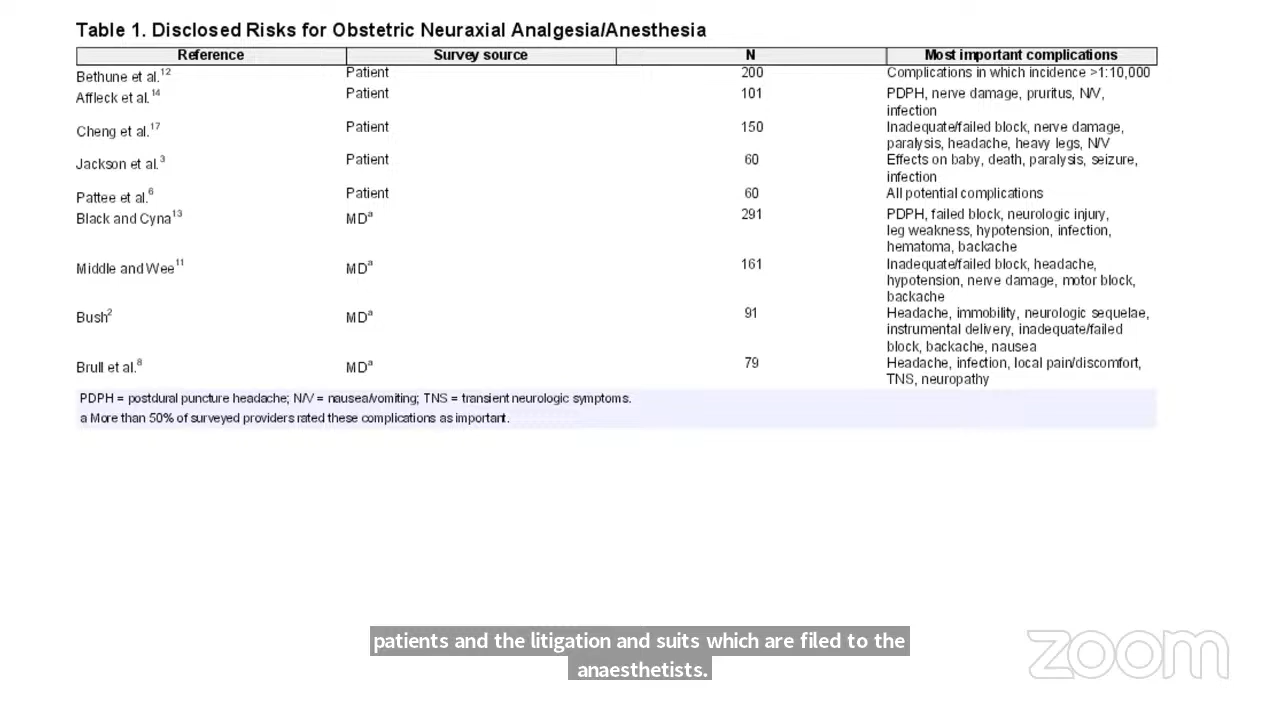 Table 1. Disclosed Risks for Obstetric Neuraxial Analgesia/Anesthesia
Reference Survey source N Most important complications
Bethune et al.12 Patient 200 Complications in which incidence >1:10,000
Affleck et al.14 Patient 101 PDPH, nerve damage, pruritus, N/V,
infection
Cheng et al.17 Patient 150 Inadequate/failed block, nerve damage,
paralysis, headache, heavy legs, N/V
Jackson et al.3 Patient 60 Effects on baby, death, paralysis, seizure,
infection
Pattee et al.6 Patient 60 All potential complications
Black and Cyna13 MDa 291 PDPH, failed block, neurologic injury,
leg weakness, hypotension, infection,
hematoma, backache
Middle and Wee11 MDa 161 Inadequate/failed block, headache,
hypotension, nerve damage, motor block,
backache
Bush2 MDa 91 Headache, immobility, neurologic sequelae,
instrumental delivery, inadequate/failed
block, backache, nausea
Brull et al.8 MDa 79 Headache, infection, local pain/discomfort,
TNS, neuropathy
PDPH = postdural puncture headache; N/V = nausea/vomiting; TNS = transient neurologic symptoms.
a More than 50% of surveyed providers rated these complications as important.
patients and the litigation and suits which are filed to the
anaesthetists.
zoom